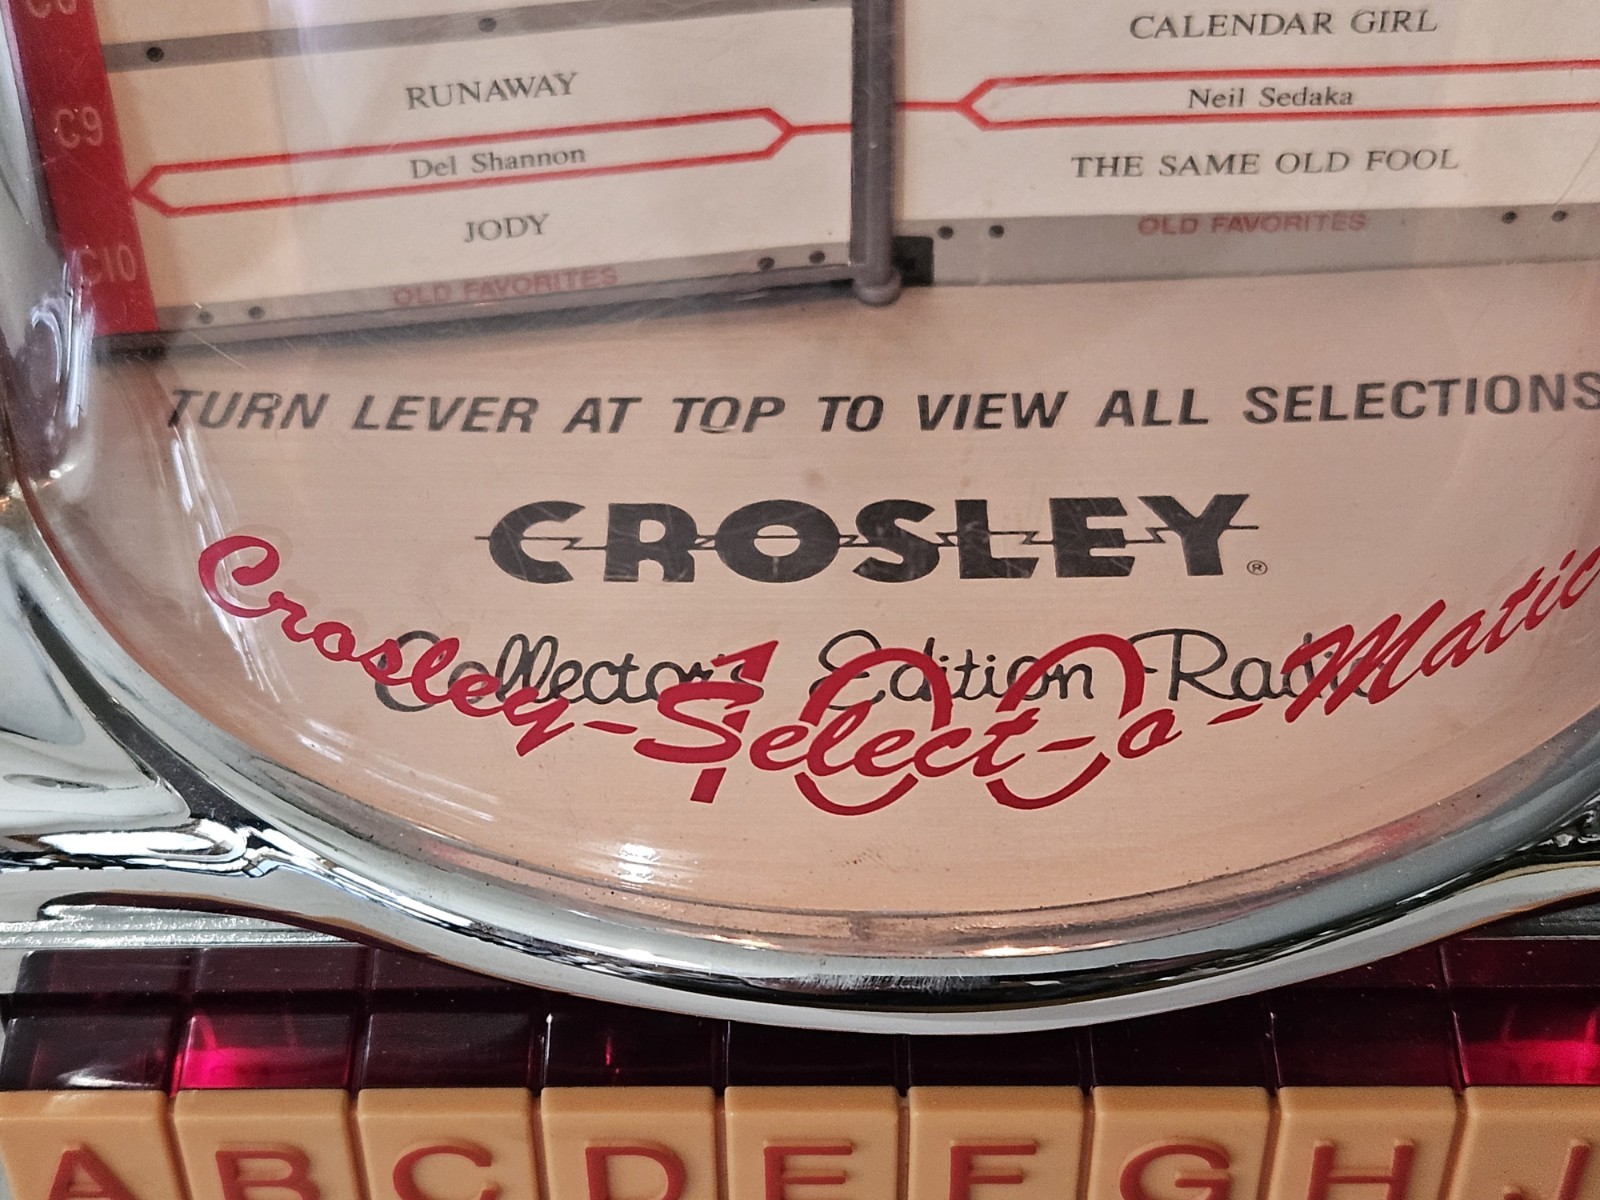 C9
C10
RUNAWAY
Del Shannon
JODY
OLD FAVORITES
CALENDAR GIRL
Neil Sedaka
THE SAME OLD FOOL
OLD FAVORITES
TURN LEVER AT TOP TO VIEW ALL SELECTIONS
CROSLEY®
Collector's Edition Radio
100
Crosley-Select-o-Matic
A B C D E F G H J